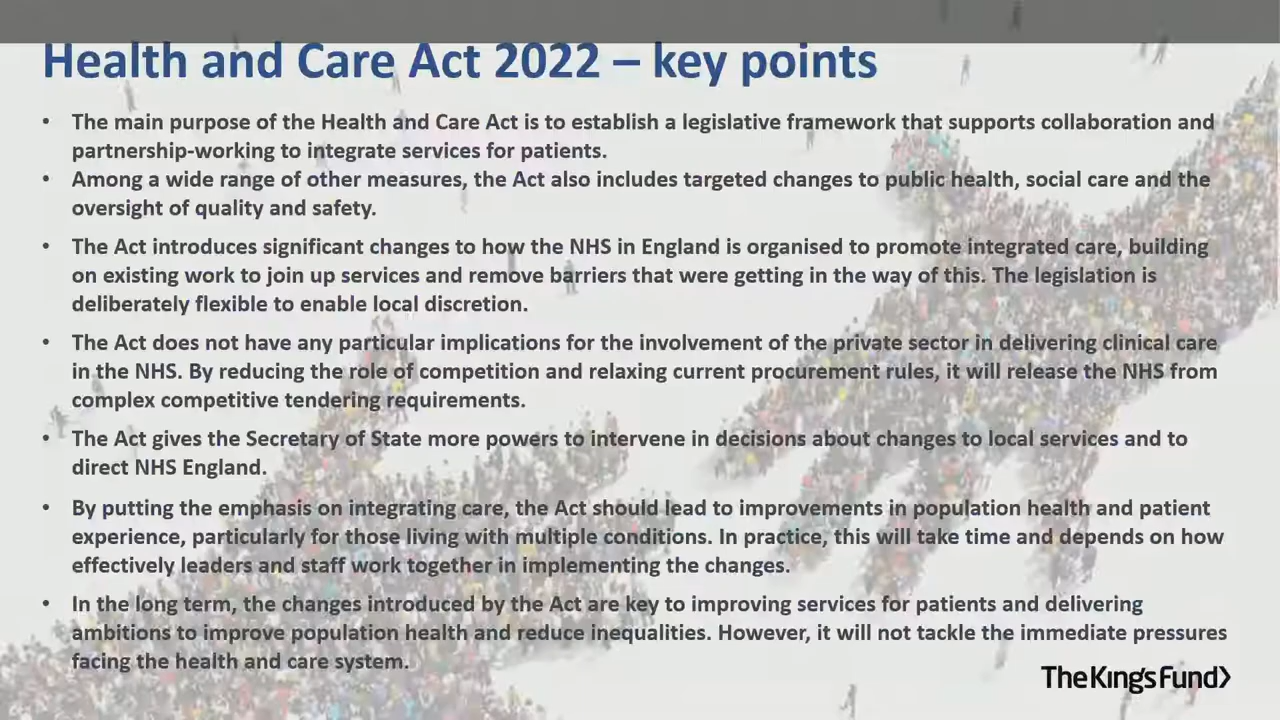 Health and Care Act 2022 – key points
• The main purpose of the Health and Care Act is to establish a legislative framework that supports collaboration and
partnership-working to integrate services for patients.
• Among a wide range of other measures, the Act also includes targeted changes to public health, social care and the
oversight of quality and safety.
• The Act introduces significant changes to how the NHS in England is organised to promote integrated care, building
on existing work to join up services and remove barriers that were getting in the way of this. The legislation is
deliberately flexible to enable local discretion.
• The Act does not have any particular implications for the involvement of the private sector in delivering clinical care
in the NHS. By reducing the role of competition and relaxing current procurement rules, it will release the NHS from
complex competitive tendering requirements.
• The Act gives the Secretary of State more powers to intervene in decisions about changes to local services and to
direct NHS England.
• By putting the emphasis on integrating care, the Act should lead to improvements in population health and patient
experience, particularly for those living with multiple conditions. In practice, this will take time and depends on how
effectively leaders and staff work together in implementing the changes.
• In the long term, the changes introduced by the Act are key to improving services for patients and delivering
ambitions to improve population health and reduce inequalities. However, it will not tackle the immediate pressures
facing the health and care system.
TheKingsFund>